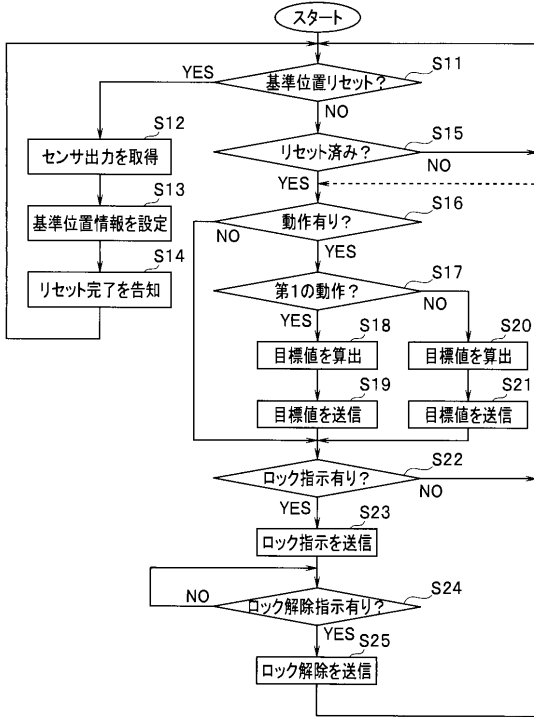 スタート
S11
YES
基準位置リセット?
NO
S12
センサ出力を取得
S15
リセット済み?
NO
YES
S13
基準位置情報を設定
S16
動作有り?
NO
YES
S14
リセット完了を告知
S17
第1の動作?
NO
YES
S18
目標値を算出
S20
目標値を算出
S19
目標値を送信
S21
目標値を送信
S22
ロック指示有り?
NO
YES
S23
ロック指示を送信
S24
ロック解除指示有り?
NO
YES
S25
ロック解除を送信